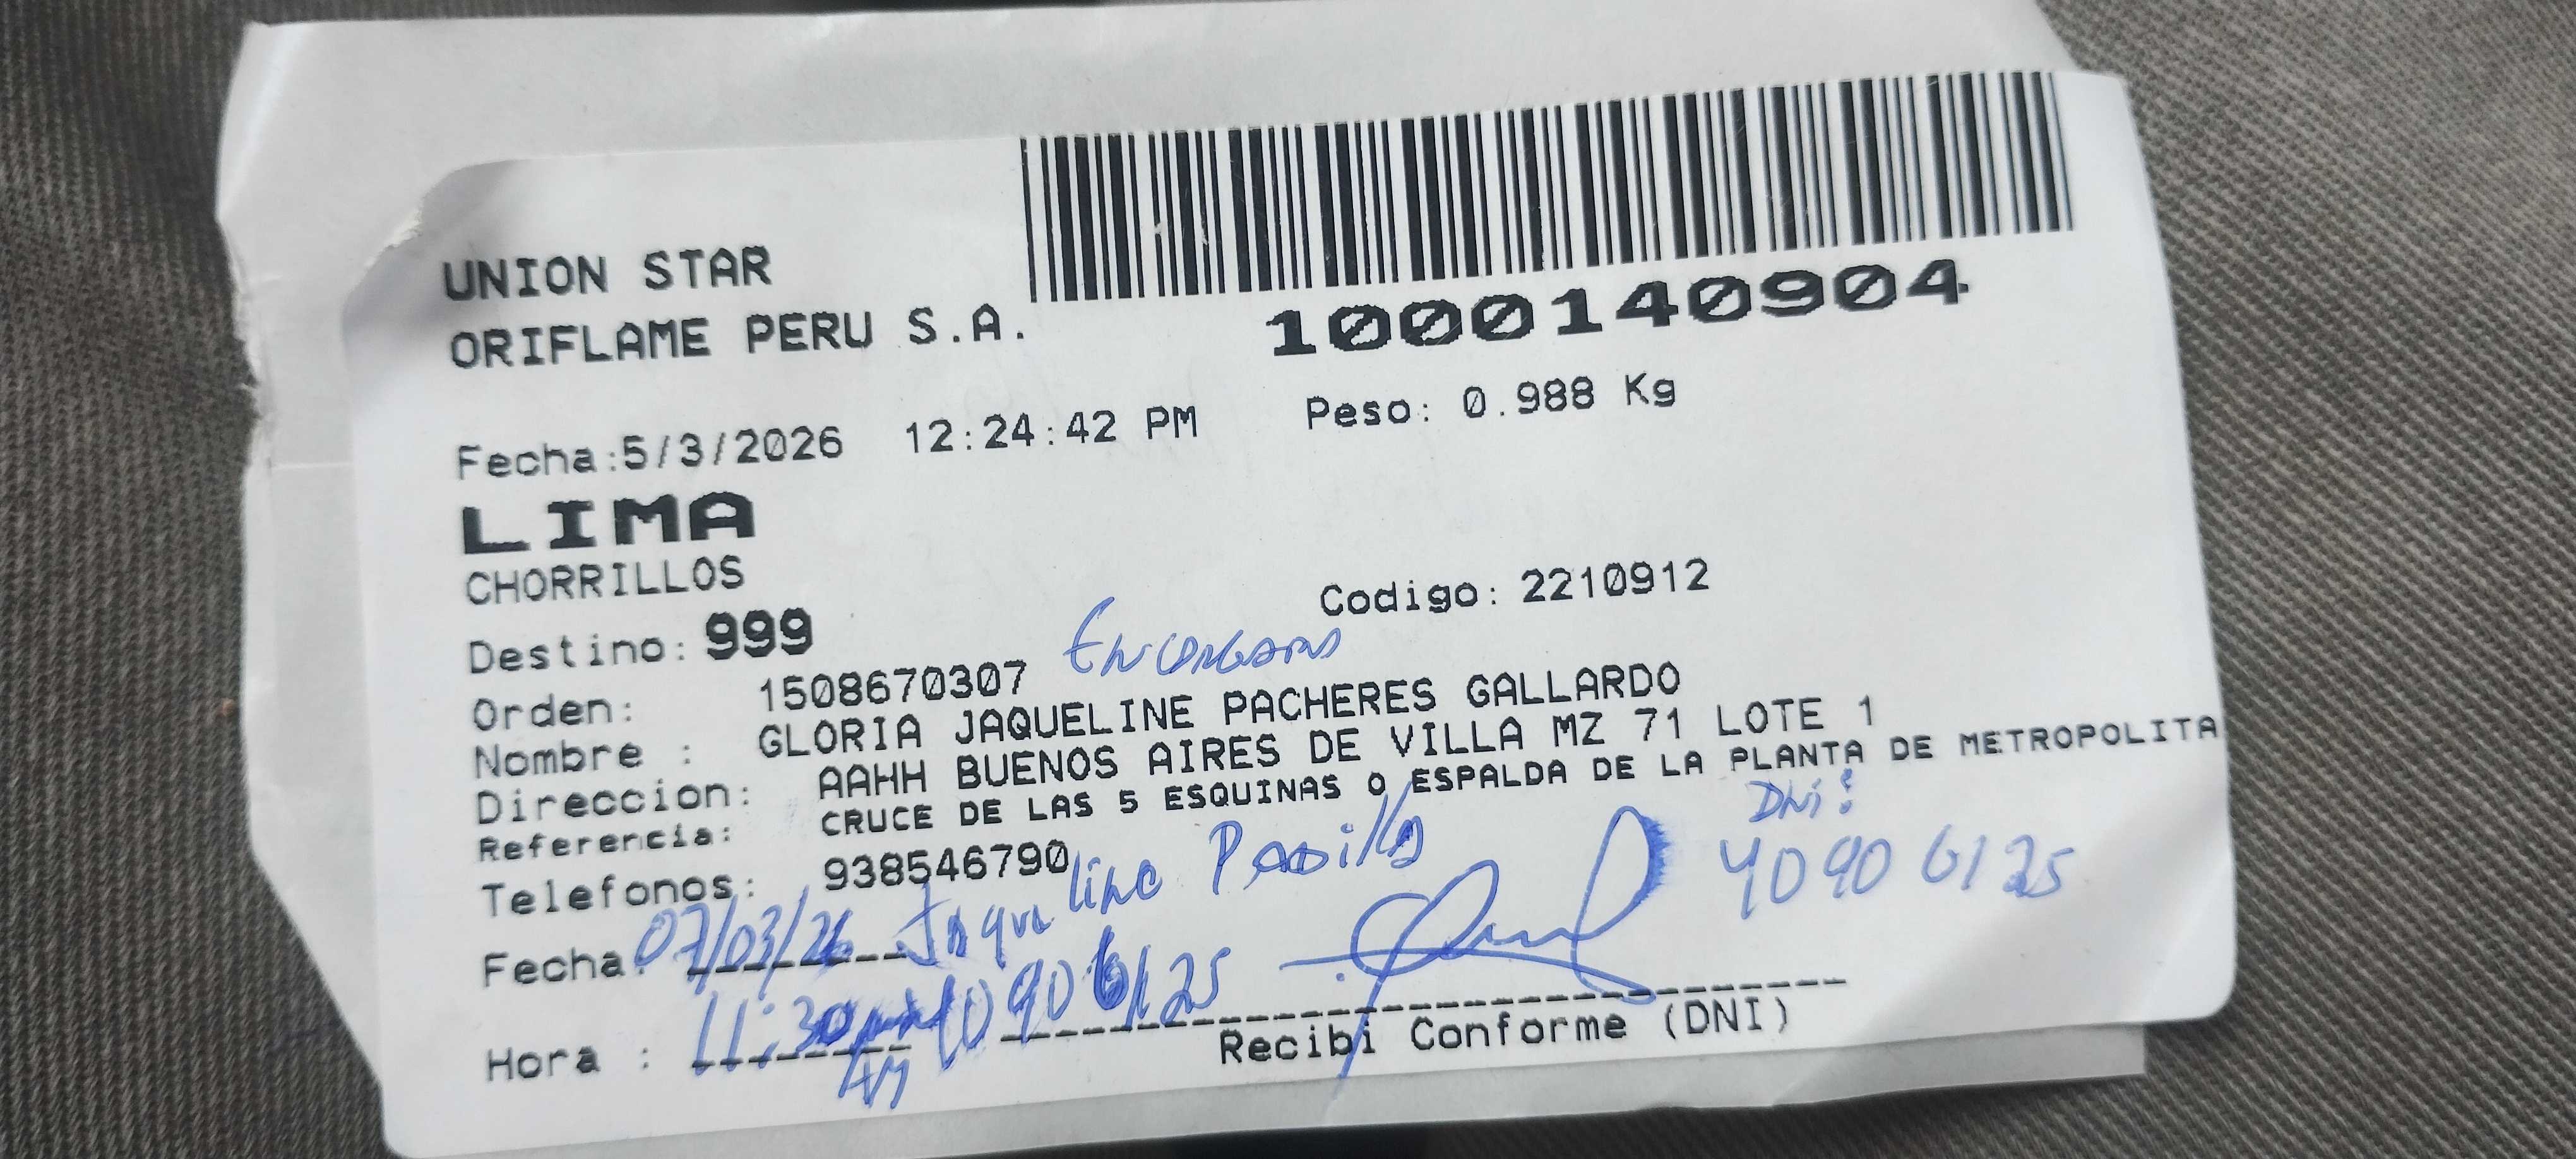 UNION STAR
ORIFLAME PERU S.A.
1000140904
Fecha:5/3/2026 12:24:42 PM Peso: 0.988 Kg
LIMA
CHORRILLOS
Codigo: 2210912
Destino: 999
Orden: 1508670307
Nombre : GLORIA JAQUELINE PACHERES GALLARDO
Direccion: AAHH BUENOS AIRES DE VILLA MZ 71 LOTE 1
Referencia: CRUCE DE LAS 5 ESQUINAS O ESPALDA DE LA PLANTA DE METROPOLITA
Telefonos: 938546790
DNi:
40906125
Fecha: 07/03/26 Jaqueline
Hora : 11:30 AM 40906125
Recibi Conforme (DNI)